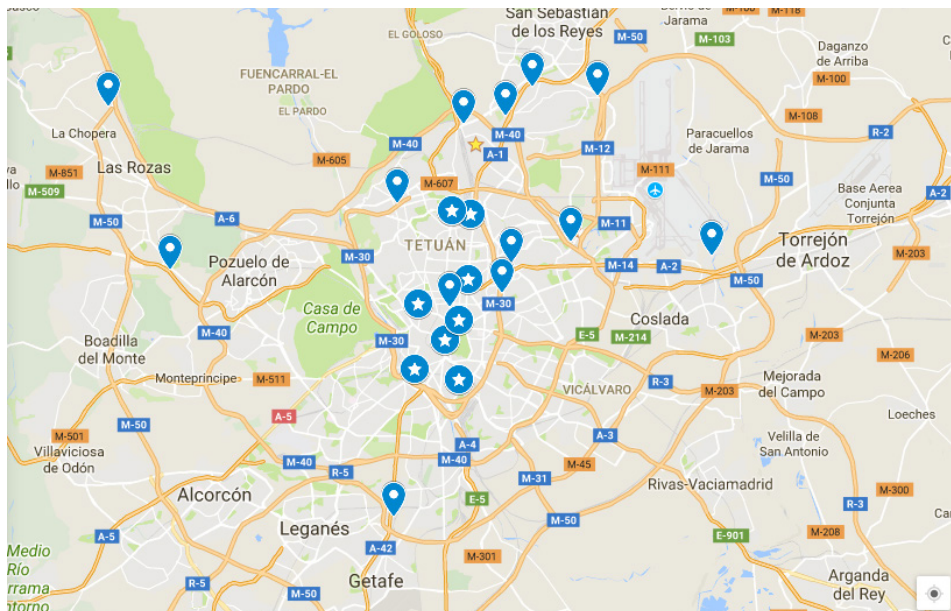 M-100
M-118
San Sebastián
de los Reyes
de Jarama
M-50
M-103
EL GOLOSO
Daganzo
de Arriba
FUENCARRAL-EL
PARDO
M-100
EL PARDO
M-108
La Chopera
M-40
M-40
Paracuellos
de Jarama
R-2
A-1
M-12
Las Rozas
M-605
M-851
M-111
M-607
M-50
M-509
Base Aerea
Conjunta
Torrejón
A-2
M-50
A-6
M-11
TETUÁN
M-30
Torrejón
de Ardoz
M-203
Pozuelo de
Alarcón
M-14
A-2
M-50
Casa de
Campo
M-30
Coslada
Boadilla
del Monte
M-40
M-30
E-5
M-214
M-203
M-206
Monteprincipe
M-511
VICÁLVARO
R-3
M-203
Mejorada
del Campo
A-5
Loeches
M-50
M-501
A-4
A-3
Velilla de
San Antonio
Villaviciosa
de Odón
M-40
R-5
M-40
M-45
M-31
Rivas-Vaciamadrid
M-300
Alcorcón
E-5
R-3
Leganés
M-50
A-5
E-901
M-208
A-42
M-301
Medio
Río
Getafe
R-5
M-50
Arganda
del Rey